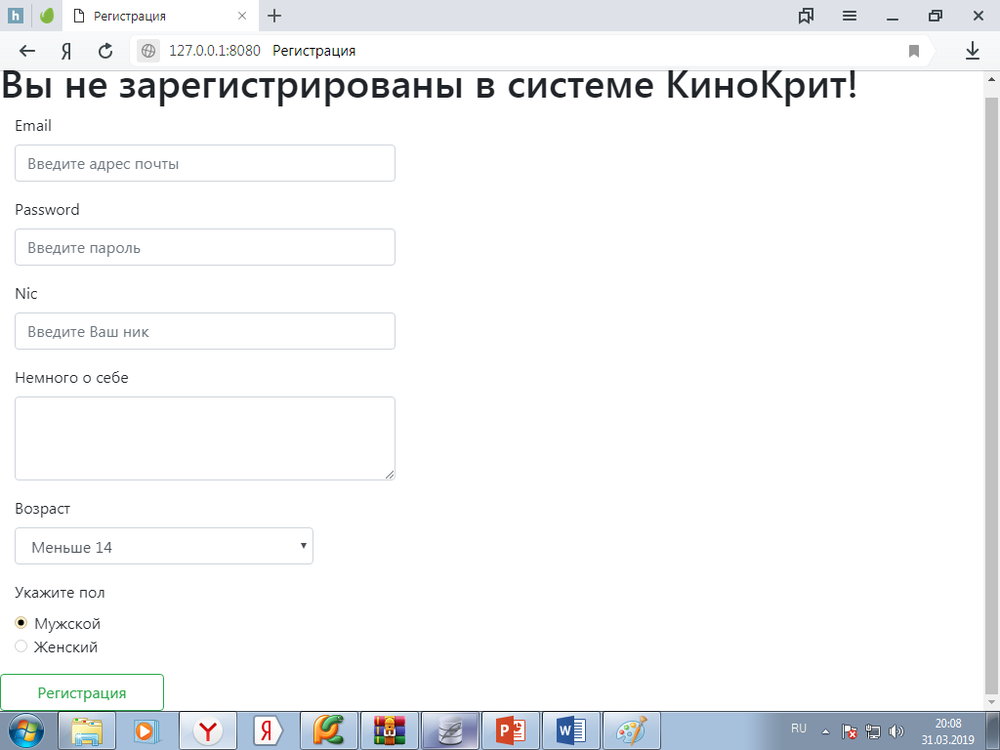 h Регистрация
Я 127.0.0.1:8080 Регистрация
Вы не зарегистрированы в системе КиноКрит!
Email
Введите адрес почты
Password
Введите пароль
Nic
Введите Ваш ник
Немного о себе
Возраст
Меньше 14
Укажите пол
Мужской
Женский
Регистрация
Y Я P W RU 20:08
31.03.2019